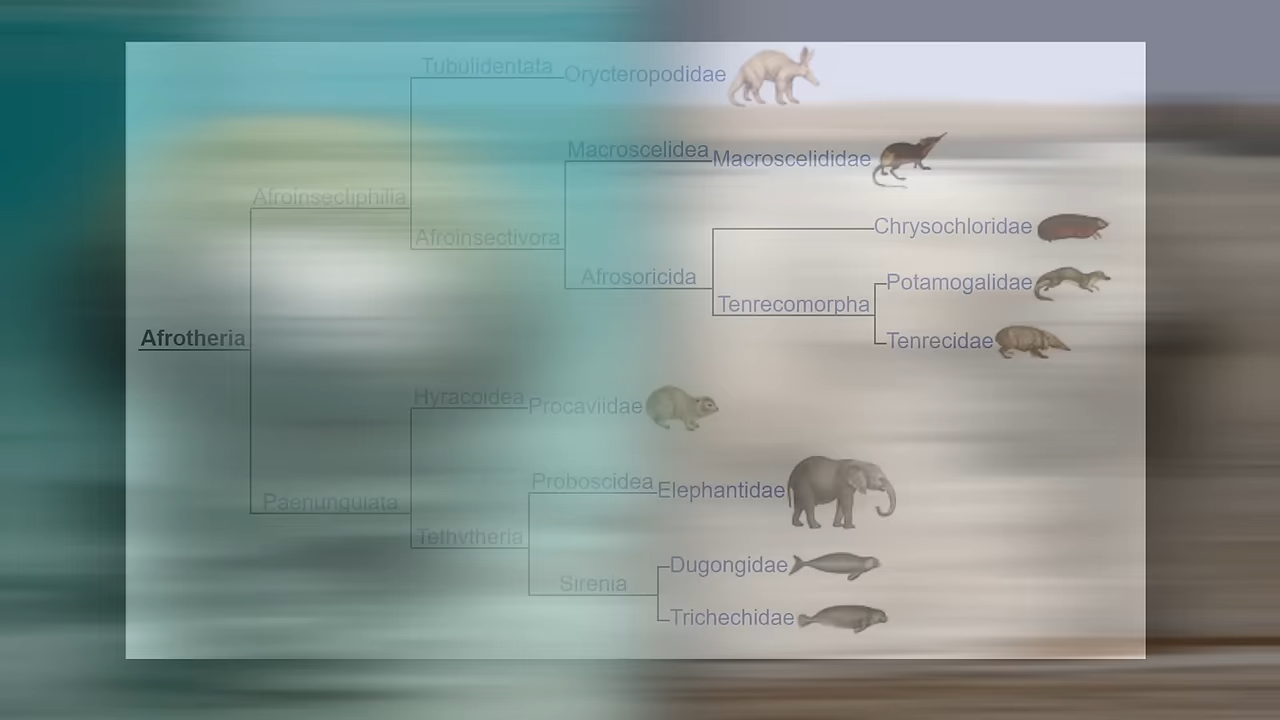 Tubulidentata
Orycteropodidae
Macroscelidea
Macroscelididae
Afroinsectiphilia
Chrysochloridae
Afroinsectivora
Afrosoricida
Potamogalidae
Tenrecomorpha
Afrotheria
Tenrecidae
Hyracoidea
Procaviidae
Proboscidea
Elephantidae
Paenungulata
Tethytheria
Dugongidae
Sirenia
Trichechidae